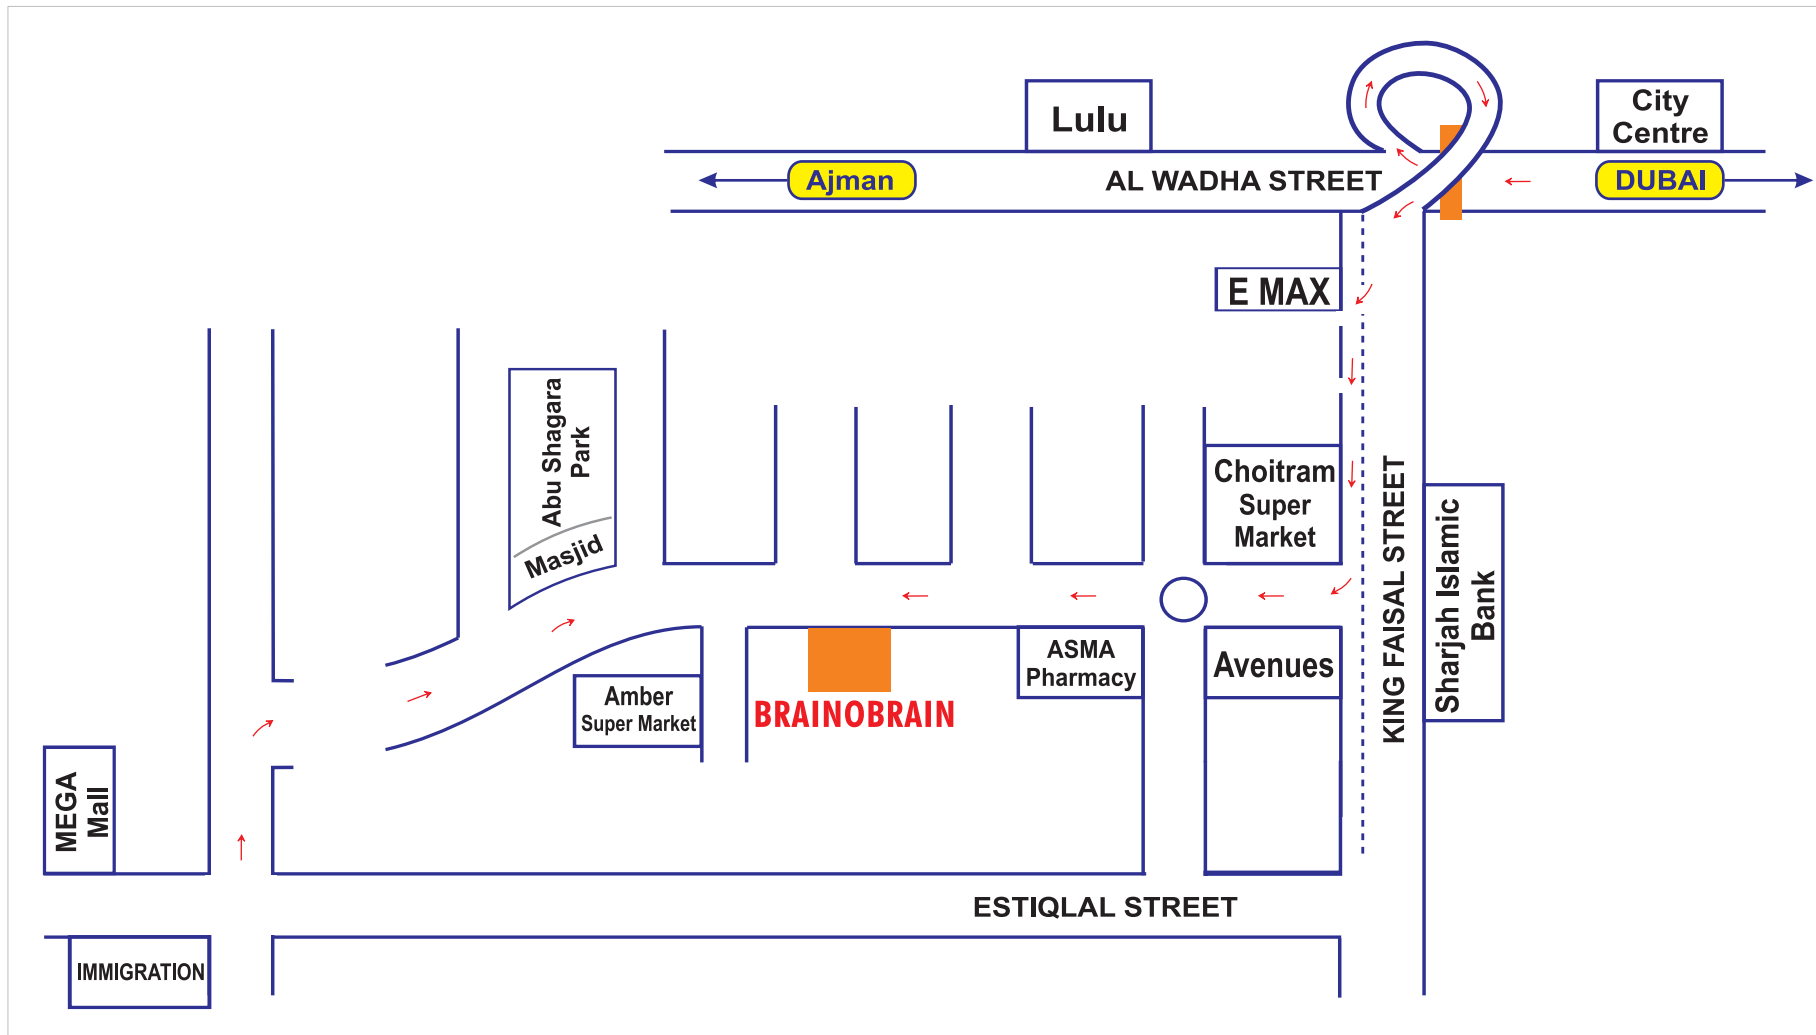 Lulu
City
Centre
Ajman
AL WADHA STREET
DUBAI
E MAX
Abu Shagara
Park
Masjid
Choitram
Super
Market
KING FAISAL STREET
Sharjah Islamic
Bank
ASMA
Pharmacy
Avenues
Amber
Super Market
BRAINOBRAIN
MEGA
Mall
ESTIQLAL STREET
IMMIGRATION